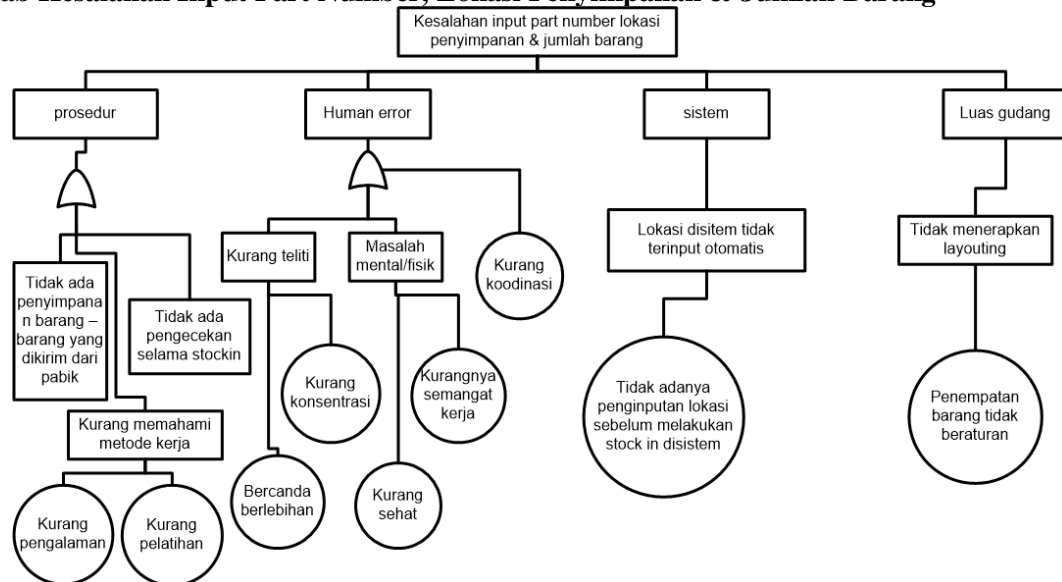 Kesalahan input part number lokasi
penyimpanan & jumlah barang
prosedur
Human error
sistem
Luas gudang
Tidak ada
penyimpana
n barang –
barang yang
dikirim dari
pabik
Tidak ada
pengecekan
selama stockin
Kurang memahami
metode kerja
Kurang
pengalaman
Kurang
pelatihan
Kurang teliti
Masalah
mental/fisik
Kurang
koodinasi
Kurang
konsentrasi
Kurangnya
semangat
kerja
Bercanda
berlebihan
Kurang
sehat
Lokasi disitem tidak
terinput otomatis
Tidak adanya
penginputan lokasi
sebelum melakukan
stock in disistem
Tidak menerapkan
layouting
Penempatan
barang tidak
beraturan